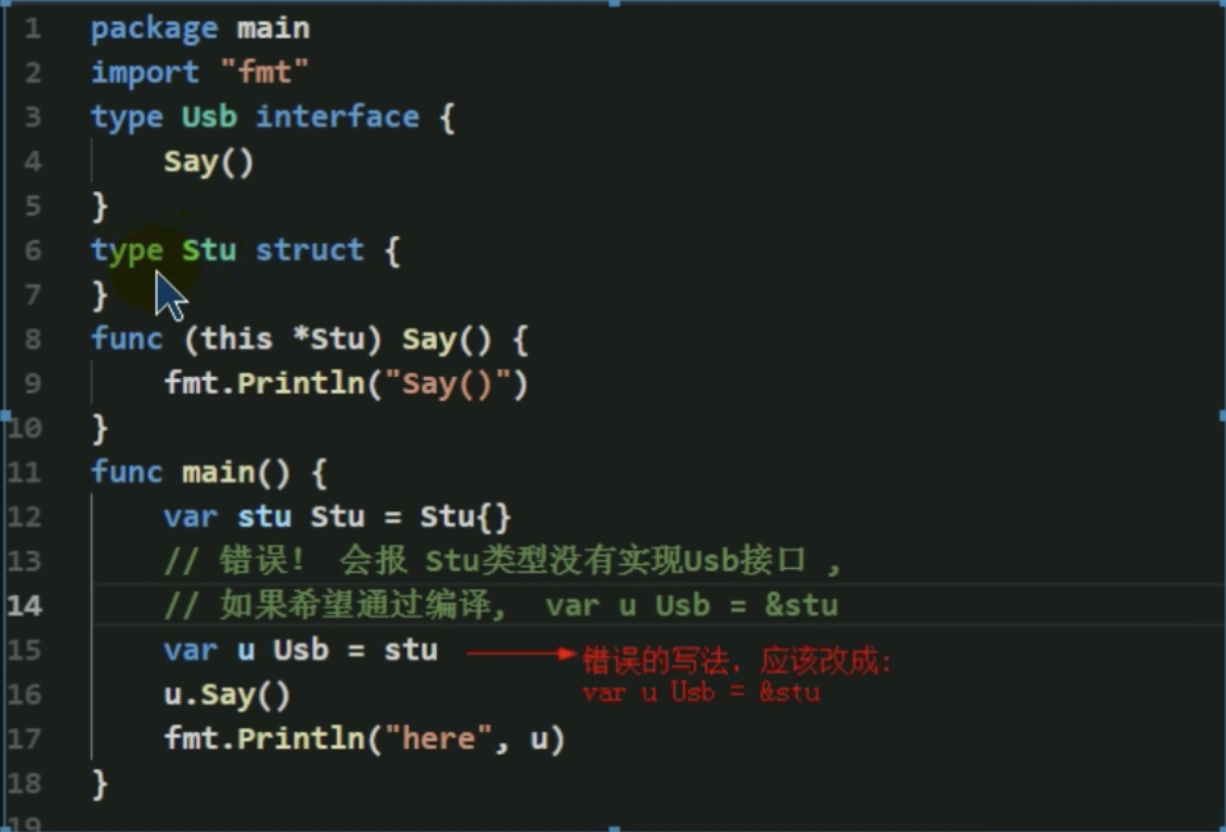 1 package main
2 import "fmt"
3 type Usb interface {
4 Say()
5 }
6 type Stu struct {
7 }
8 func (this *Stu) Say() {
9 fmt.Println("Say()")
10 }
11 func main() {
12 var stu Stu = Stu{}
13 // 错误! 会报 Stu类型没有实现Usb接口 ,
14 // 如果希望通过编译, var u Usb = &stu
15 var u Usb = stu 错误的写法，应该改成:
var u Usb = &stu
16 u.Say()
17 fmt.Println("here", u)
18 }
19